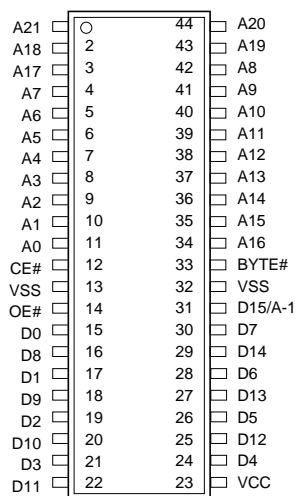 A21 44 A20
A18 2 43 A19
A17 3 42 A8
A7 4 41 A9
A6 5 40 A10
A5 6 39 A11
A4 7 38 A12
A3 8 37 A13
A2 9 36 A14
A1 10 35 A15
A0 11 34 A16
CE# 12 33 BYTE#
VSS 13 32 VSS
OE# 14 31 D15/A-1
D0 15 30 D7
D8 16 29 D14
D1 17 28 D6
D9 18 27 D13
D2 19 26 D5
D10 20 25 D12
D3 21 24 D4
D11 22 23 VCC